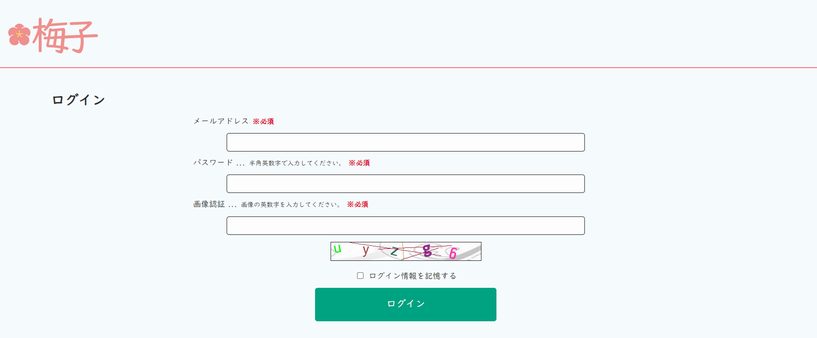 梅子
ログイン
メールアドレス ※必須
パスワード ... 半角英数字で入力してください。 ※必須
画像認証 ... 画像の英数字を入力してください。 ※必須
u y z g 6
ログイン情報を記憶する
ログイン